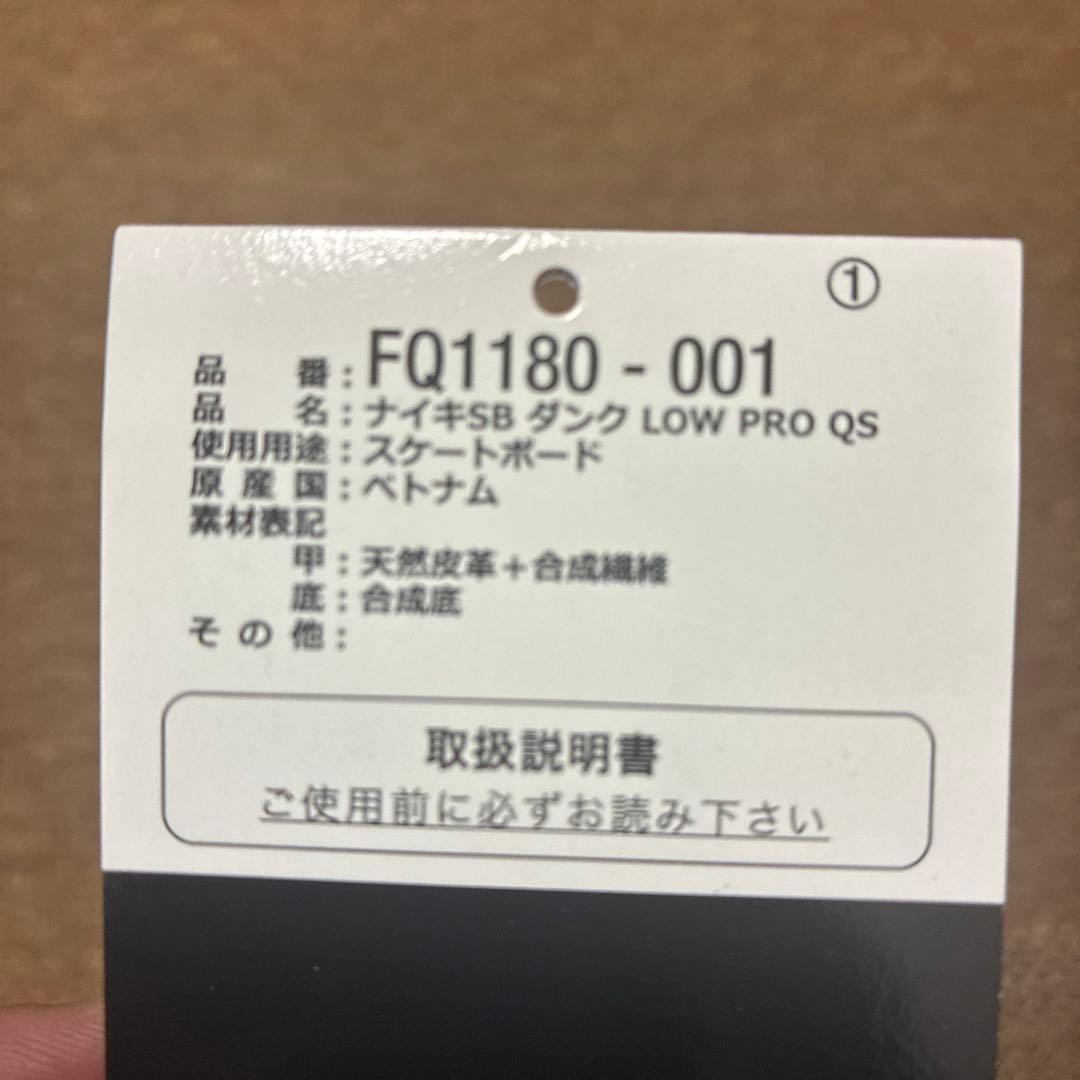 ①
品番：FQ1180 - 001
品名：ナイキSB ダンク LOW PRO QS
使用用途：スケートボード
原産国：ベトナム
素材表記
甲：天然皮革＋合成繊維
底：合成底
その他：
取扱説明書
ご使用前に必ずお読み下さい